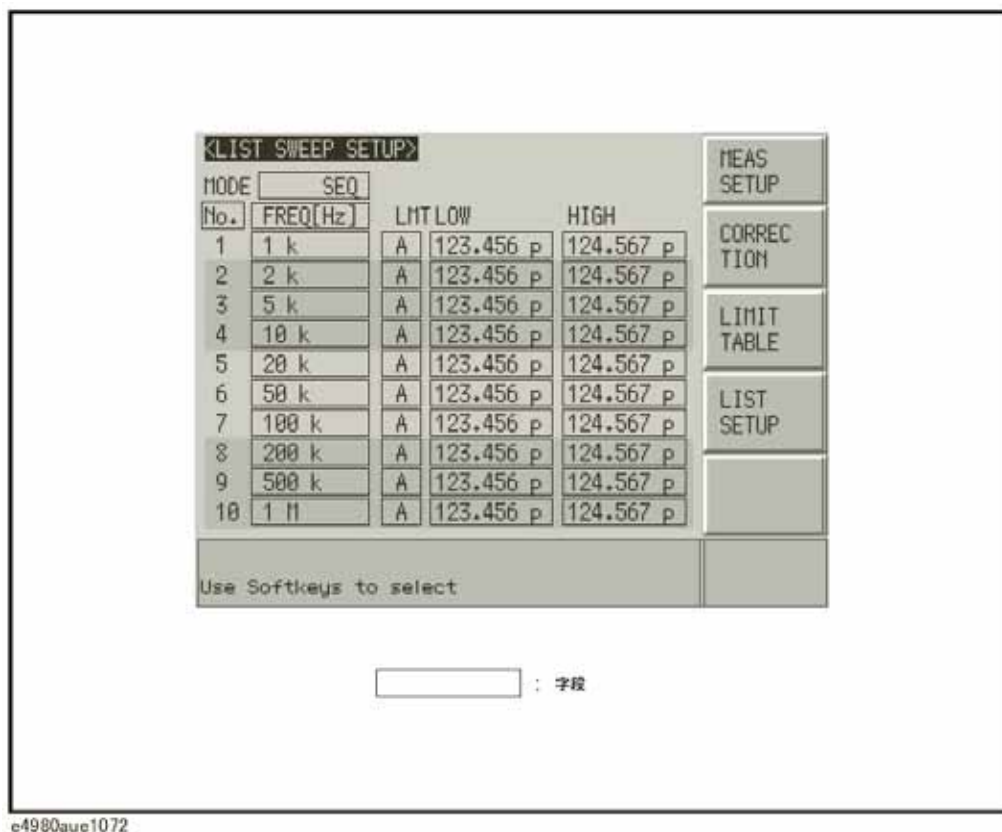 <LIST SWEEP SETUP>
MODE SEQ
No. FREQ[Hz] LMT LOW HIGH
1 1 k A 123.456 p 124.567 p
2 2 k A 123.456 p 124.567 p
3 5 k A 123.456 p 124.567 p
4 10 k A 123.456 p 124.567 p
5 20 k A 123.456 p 124.567 p
6 50 k A 123.456 p 124.567 p
7 100 k A 123.456 p 124.567 p
8 200 k A 123.456 p 124.567 p
9 500 k A 123.456 p 124.567 p
10 1 M A 123.456 p 124.567 p
Use Softkeys to select
MEAS
SETUP
CORREC
TION
LIMIT
TABLE
LIST
SETUP
: 字段
e4980aue1072